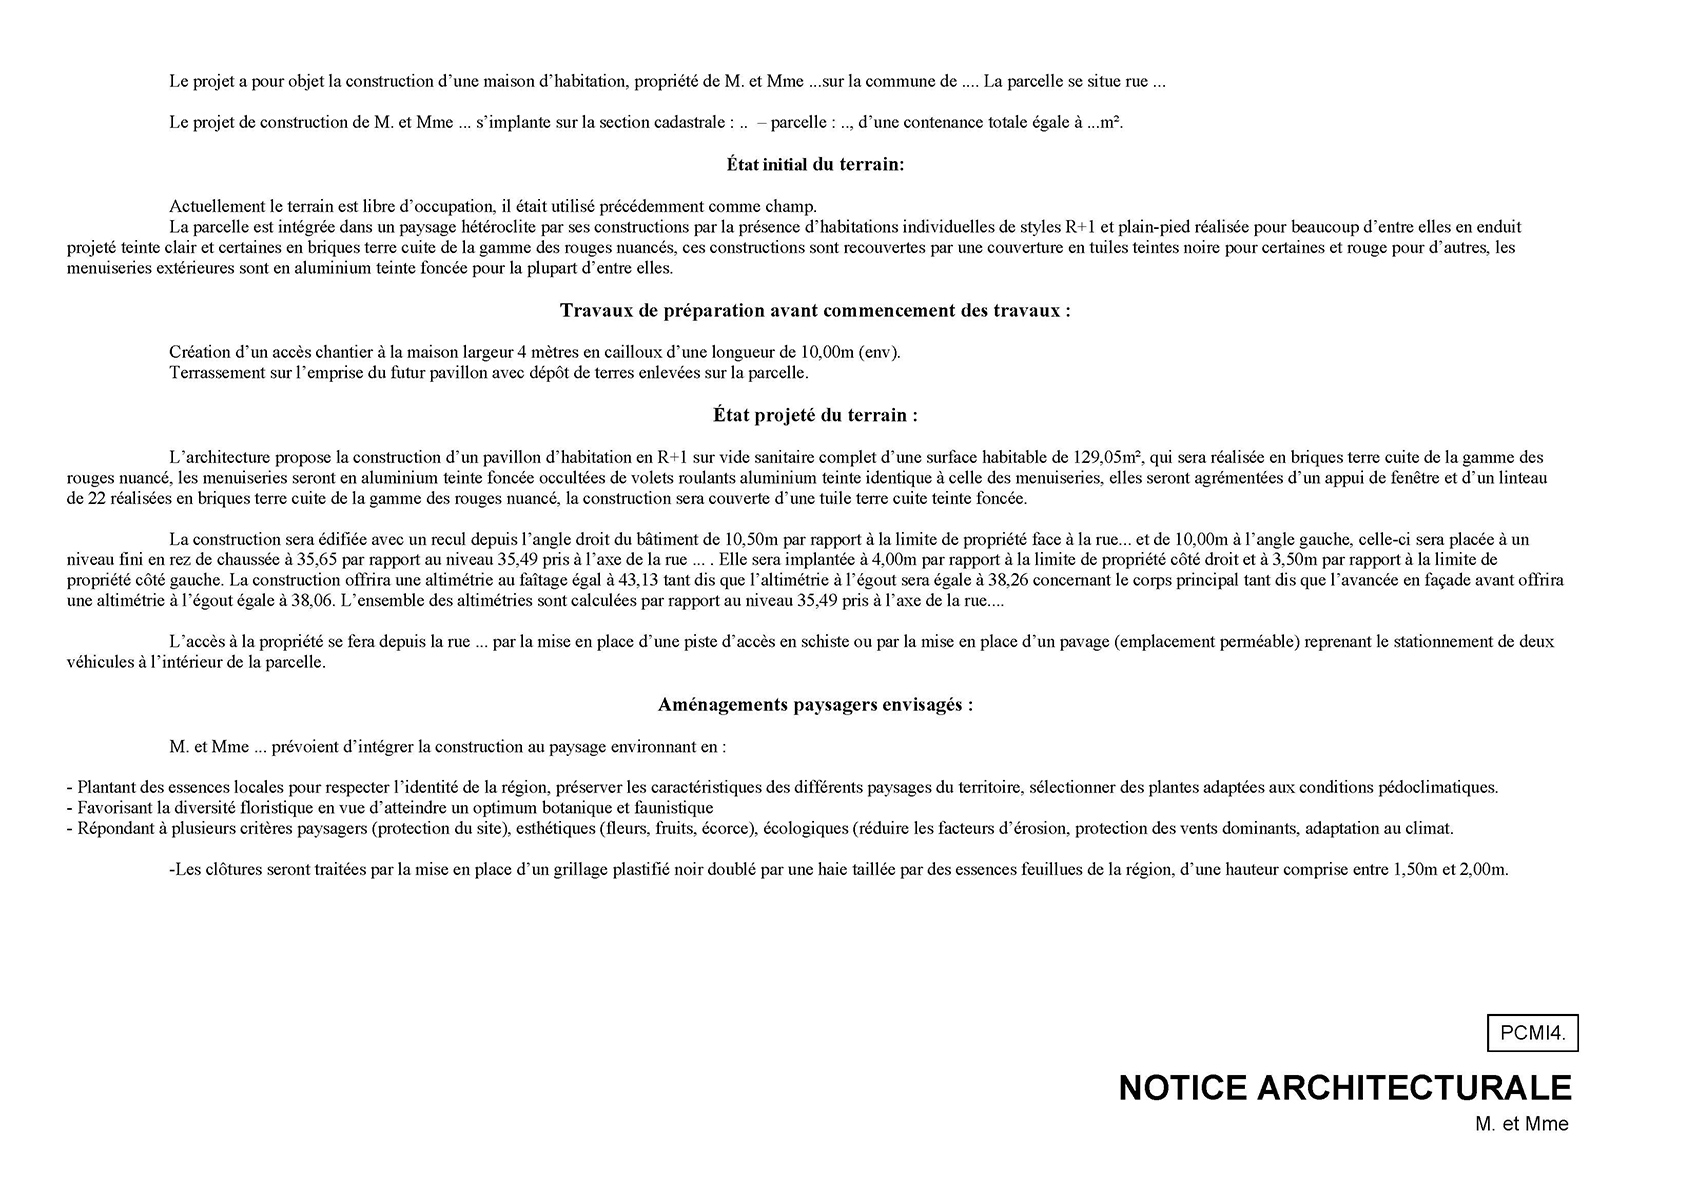 Le projet a pour objet la construction d’une maison d’habitation, propriété de M. et Mme ...sur la commune de .... La parcelle se situe rue ...
Le projet de construction de M. et Mme ... s’implante sur la section cadastrale : .. – parcelle : .., d’une contenance totale égale à ...m².
État initial du terrain:
Actuellement le terrain est libre d’occupation, il était utilisé précédemment comme champ.
La parcelle est intégrée dans un paysage hétéroclite par ses constructions par la présence d’habitations individuelles de styles R+1 et plain-pied réalisée pour beaucoup d’entre elles en enduit
projeté teinte clair et certaines en briques terre cuite de la gamme des rouges nuancés, ces constructions sont recouvertes par une couverture en tuiles teintes noire pour certaines et rouge pour d’autres, les
menuiseries extérieures sont en aluminium teinte foncée pour la plupart d’entre elles.
Travaux de préparation avant commencement des travaux :
Création d’un accès chantier à la maison largeur 4 mètres en cailloux d’une longueur de 10,00m (env).
Terrassement sur l’emprise du futur pavillon avec dépôt de terres enlevées sur la parcelle.
État projeté du terrain :
L’architecture propose la construction d’un pavillon d’habitation en R+1 sur vide sanitaire complet d’une surface habitable de 129,05m², qui sera réalisée en briques terre cuite de la gamme des
rouges nuancé, les menuiseries seront en aluminium teinte foncée occultées de volets roulants aluminium teinte identique à celle des menuiseries, elles seront agrémentées d’un appui de fenêtre et d’un linteau
de 22 réalisées en briques terre cuite de la gamme des rouges nuancé, la construction sera couverte d’une tuile terre cuite teinte foncée.
La construction sera édifiée avec un recul depuis l’angle droit du bâtiment de 10,50m par rapport à la limite de propriété face à la rue... et de 10,00m à l’angle gauche, celle-ci sera placée à un
niveau fini en rez de chaussée à 35,65 par rapport au niveau 35,49 pris à l’axe de la rue ... . Elle sera implantée à 4,00m par rapport à la limite de propriété côté droit et à 3,50m par rapport à la limite de
propriété côté gauche. La construction offrira une altimétrie au faîtage égal à 43,13 tant dis que l’altimétrie à l’égout sera égale à 38,26 concernant le corps principal tant dis que l’avancée en façade avant offrira
une altimétrie à l’égout égale à 38,06. L’ensemble des altimétries sont calculées par rapport au niveau 35,49 pris à l’axe de la rue....
L’accès à la propriété se fera depuis la rue ... par la mise en place d’une piste d’accès en schiste ou par la mise en place d’un pavage (emplacement perméable) reprenant le stationnement de deux
véhicules à l’intérieur de la parcelle.
Aménagements paysagers envisagés :
M. et Mme ... prévoient d’intégrer la construction au paysage environnant en :
- Plantant des essences locales pour respecter l’identité de la région, préserver les caractéristiques des différents paysages du territoire, sélectionner des plantes adaptées aux conditions pédoclimatiques.
- Favorisant la diversité floristique en vue d’atteindre un optimum botanique et faunistique
- Répondant à plusieurs critères paysagers (protection du site), esthétiques (fleurs, fruits, écorce), écologiques (réduire les facteurs d’érosion, protection des vents dominants, adaptation au climat.
-Les clôtures seront traitées par la mise en place d’un grillage plastifié noir doublé par une haie taillée par des essences feuillues de la région, d’une hauteur comprise entre 1,50m et 2,00m.
PCMI4.
NOTICE ARCHITECTURALE
M. et Mme